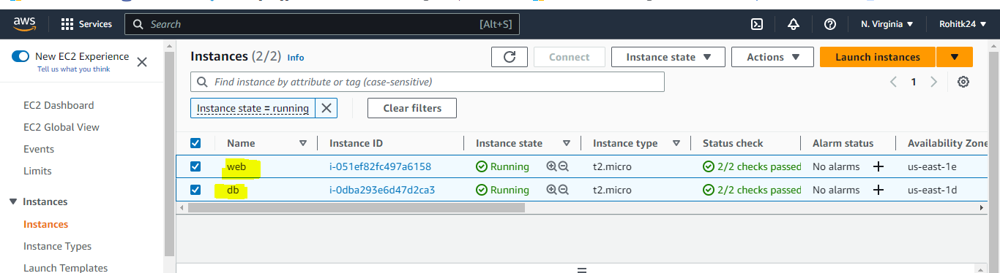 aws Services Search [Alt+S] N. Virginia Rohitk24
New EC2 Experience
Tell us what you think
EC2 Dashboard
EC2 Global View
Events
Limits
Instances
Instances
Instance Types
Launch Templates
Instances (2/2) Info Connect Instance state Actions Launch instances
Find instance by attribute or tag (case-sensitive) 1
Instance state = running Clear filters
Name Instance ID Instance state Instance type Status check Alarm status Availability Zone
web i-051ef82fc497a6158 Running t2.micro 2/2 checks passed No alarms us-east-1e
db i-0dba293e6d47d2ca3 Running t2.micro 2/2 checks passed No alarms us-east-1d